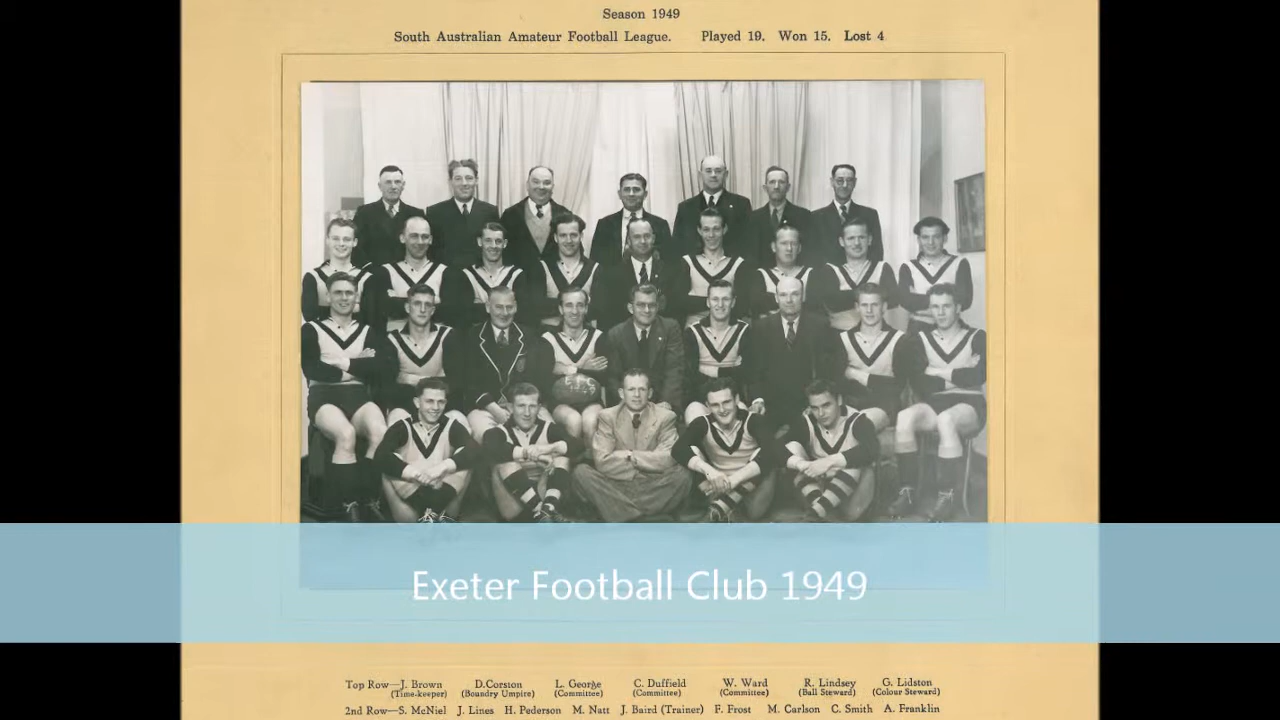 Season 1949
South Australian Amateur Football League. Played 19. Won 15. Lost 4
Exeter Football Club 1949
Top Row—J. Brown D.Corston L. George C. Duffield W. Ward R. Lindsey G. Lidston
(Time-keeper) (Boundry Umpire) (Committee) (Committee) (Committee) (Ball Steward) (Colour Steward)
2nd Row—S. McNiel J. Lines H. Pederson M. Natt J. Baird (Trainer) F. Frost M. Carlson C. Smith A. Franklin